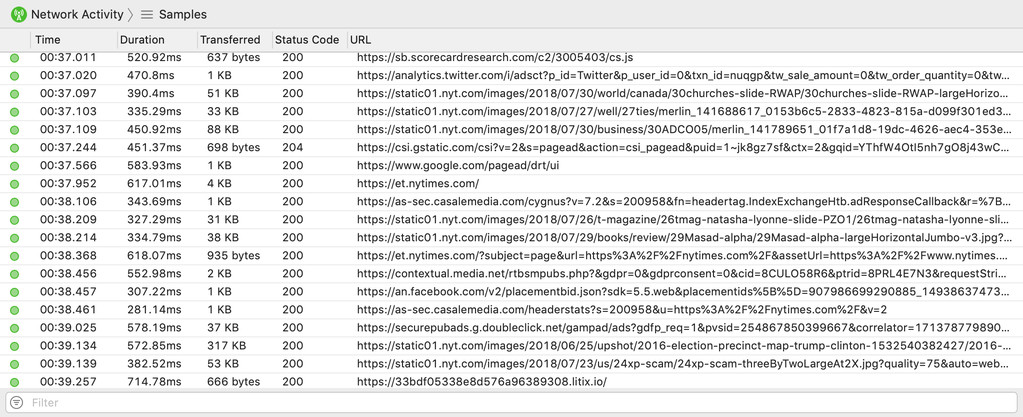 Network Activity Samples
Time Duration Transferred Status Code URL
00:37.011 520.92ms 637 bytes 200 https://sb.scorecardresearch.com/c2/3005403/cs.js
00:37.020 470.8ms 1 KB 200 https://analytics.twitter.com/i/adsct?p_id=Twitter&p_user_id=0&txn_id=nuqgp&tw_sale_amount=0&tw_order_quantity=0&tw...
00:37.097 390.4ms 51 KB 200 https://static01.nyt.com/images/2018/07/30/world/canada/30churches-slide-RWAP/30churches-slide-RWAP-largeHorizo...
00:37.103 335.29ms 33 KB 200 https://static01.nyt.com/images/2018/07/27/well/27ties/merlin_141688617_0153b6c5-2833-4823-815a-d099f301ed3...
00:37.109 450.92ms 88 KB 200 https://static01.nyt.com/images/2018/07/30/business/30ADCO05/merlin_141789651_01f7a1d8-19dc-4626-aec4-353e...
00:37.244 451.37ms 698 bytes 204 https://csi.gstatic.com/csi?v=2&s=pagead&action=csi_pagead&puid=1~jk8gz7sf&ctx=2&gqid=YThfW4OtI5nh7gO8j43wC...
00:37.566 583.93ms 1 KB 200 https://www.google.com/pagead/drt/ui
00:37.952 617.01ms 4 KB 200 https://et.nytimes.com/
00:38.106 343.69ms 1 KB 200 https://as-sec.casalemedia.com/cygnus?v=7.2&s=200958&fn=headertag.IndexExchangeHtb.adResponseCallback&r=%7B...
00:38.209 327.29ms 31 KB 200 https://static01.nyt.com/images/2018/07/26/t-magazine/26tmag-natasha-lyonne-slide-PZO1/26tmag-natasha-lyonne-sli...
00:38.214 334.79ms 38 KB 200 https://static01.nyt.com/images/2018/07/29/books/review/29Masad-alpha/29Masad-alpha-largeHorizontalJumbo-v3.jpg?...
00:38.368 618.07ms 935 bytes 200 https://et.nytimes.com/?subject=page&url=https%3A%2F%2Fnytimes.com%2F&assetUrl=https%3A%2F%2Fwww.nytimes....
00:38.456 552.98ms 2 KB 200 https://contextual.media.net/rtbsmpubs.php?&gdpr=0&gdprconsent=0&cid=8CULO58R6&ptrid=8PRL4E7N3&requestStri...
00:38.457 307.22ms 1 KB 200 https://an.facebook.com/v2/placementbid.json?sdk=5.5.web&placementids%5B%5D=907986699290885_14938637473...
00:38.461 281.14ms 1 KB 200 https://as-sec.casalemedia.com/headerstats?s=200958&u=https%3A%2F%2Fnytimes.com%2F&v=2
00:39.025 578.19ms 37 KB 200 https://securepubads.g.doubleclick.net/gampad/ads?gdfp_req=1&pvsid=254867850399667&correlator=171378779890...
00:39.134 572.85ms 317 KB 200 https://static01.nyt.com/images/2018/06/25/upshot/2016-election-precinct-map-trump-clinton-1532540382427/2016-...
00:39.139 382.52ms 53 KB 200 https://static01.nyt.com/images/2018/07/23/us/24xp-scam/24xp-scam-threeByTwoLargeAt2X.jpg?quality=75&auto=web...
00:39.257 714.78ms 666 bytes 200 https://33bdf05338e8d576a96389308.litix.io/
Filter